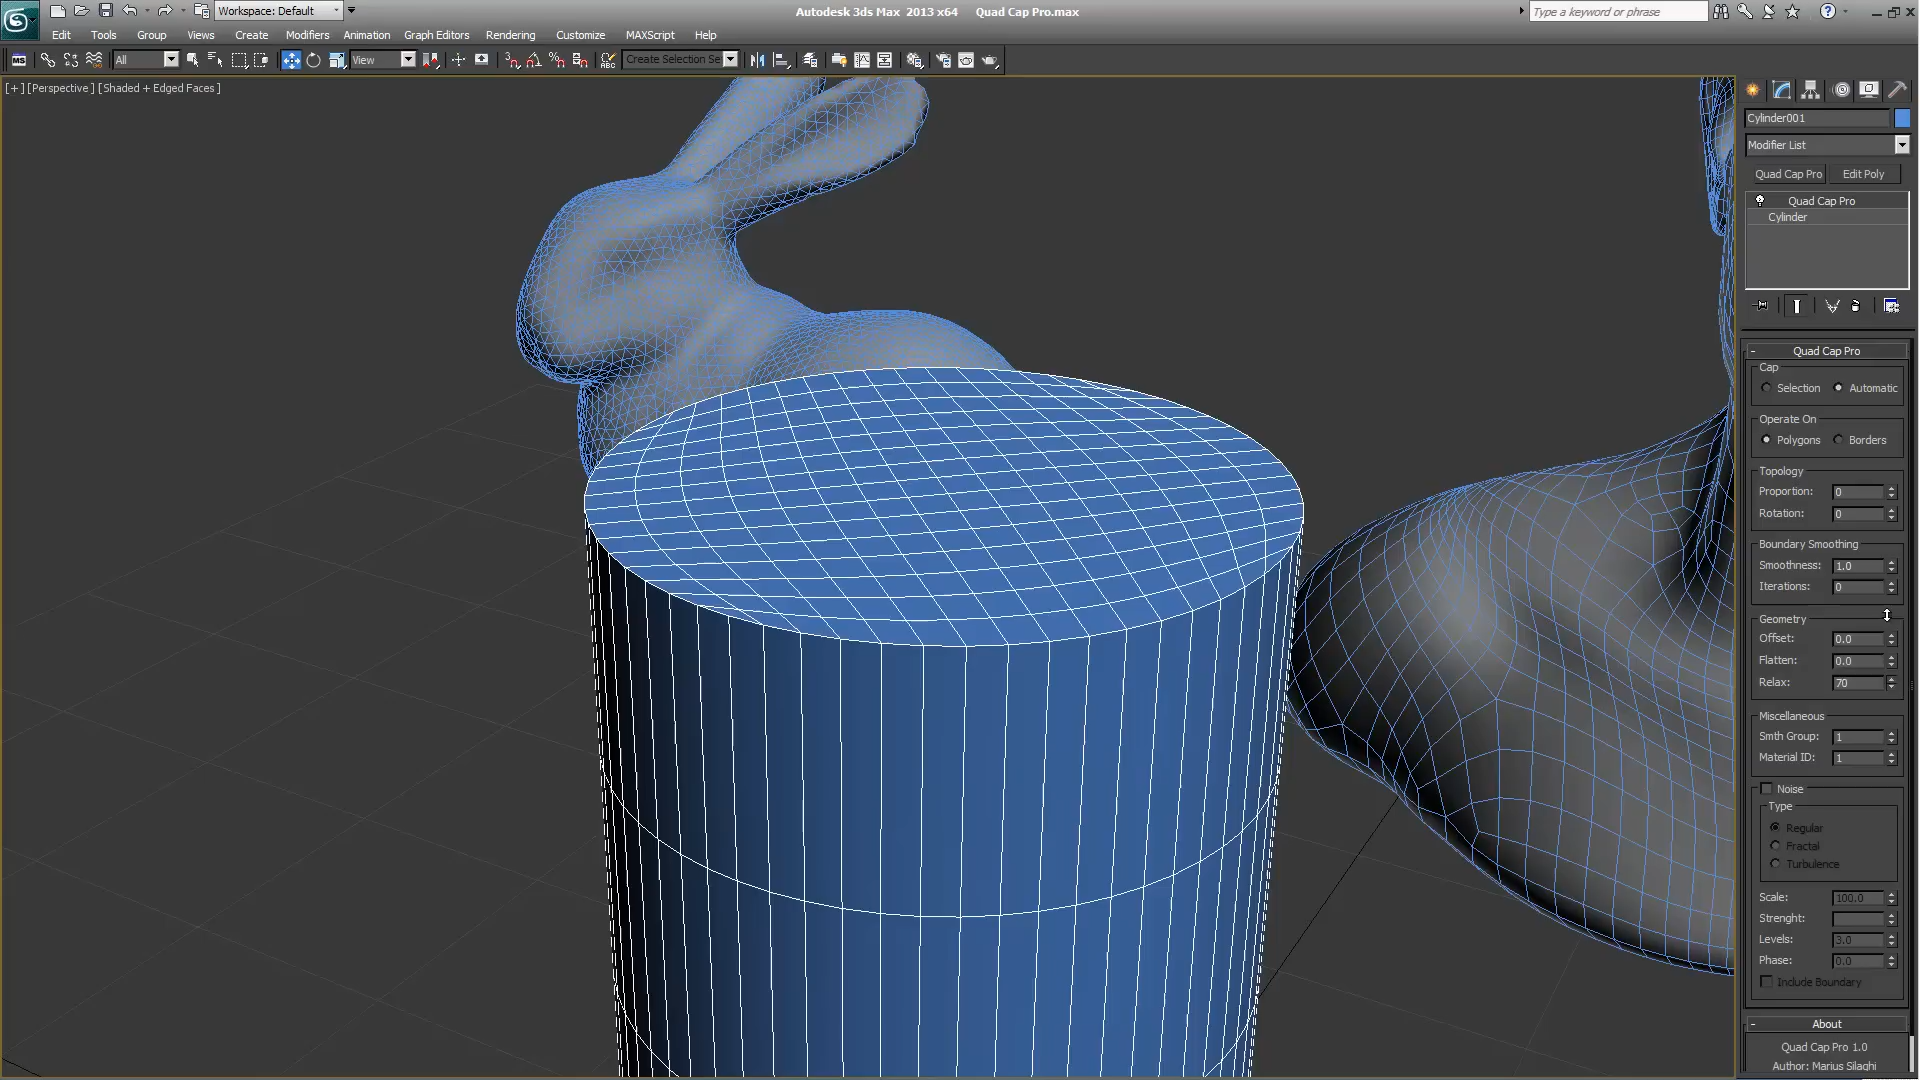 Workspace: Default
Autodesk 3ds Max 2013 x64 Quad Cap Pro.max
Type a keyword or phrase
Edit Tools Group Views Create Modifiers Animation Graph Editors Rendering Customize MAXScript Help
All View Create Selection Se
[+] [Perspective] [Shaded + Edged Faces]
Cylinder001
Modifier List
Quad Cap Pro Edit Poly
Quad Cap Pro
Cylinder
- Quad Cap Pro
Cap
Selection Automatic
Operate On
Polygons Borders
Topology
Proportion: 0
Rotation: 0
Boundary Smoothing
Smoothness: 1.0
Iterations: 0
Geometry
Offset: 0.0
Flatten: 0.0
Relax: 70
Miscellaneous
Smth Group: 1
Material ID: 1
Noise
Type
Regular
Fractal
Turbulence
Scale: 100.0
Strenght:
Levels: 3.0
Phase: 0.0
Include Boundary
- About
Quad Cap Pro 1.0
Author: Marius Silaghi